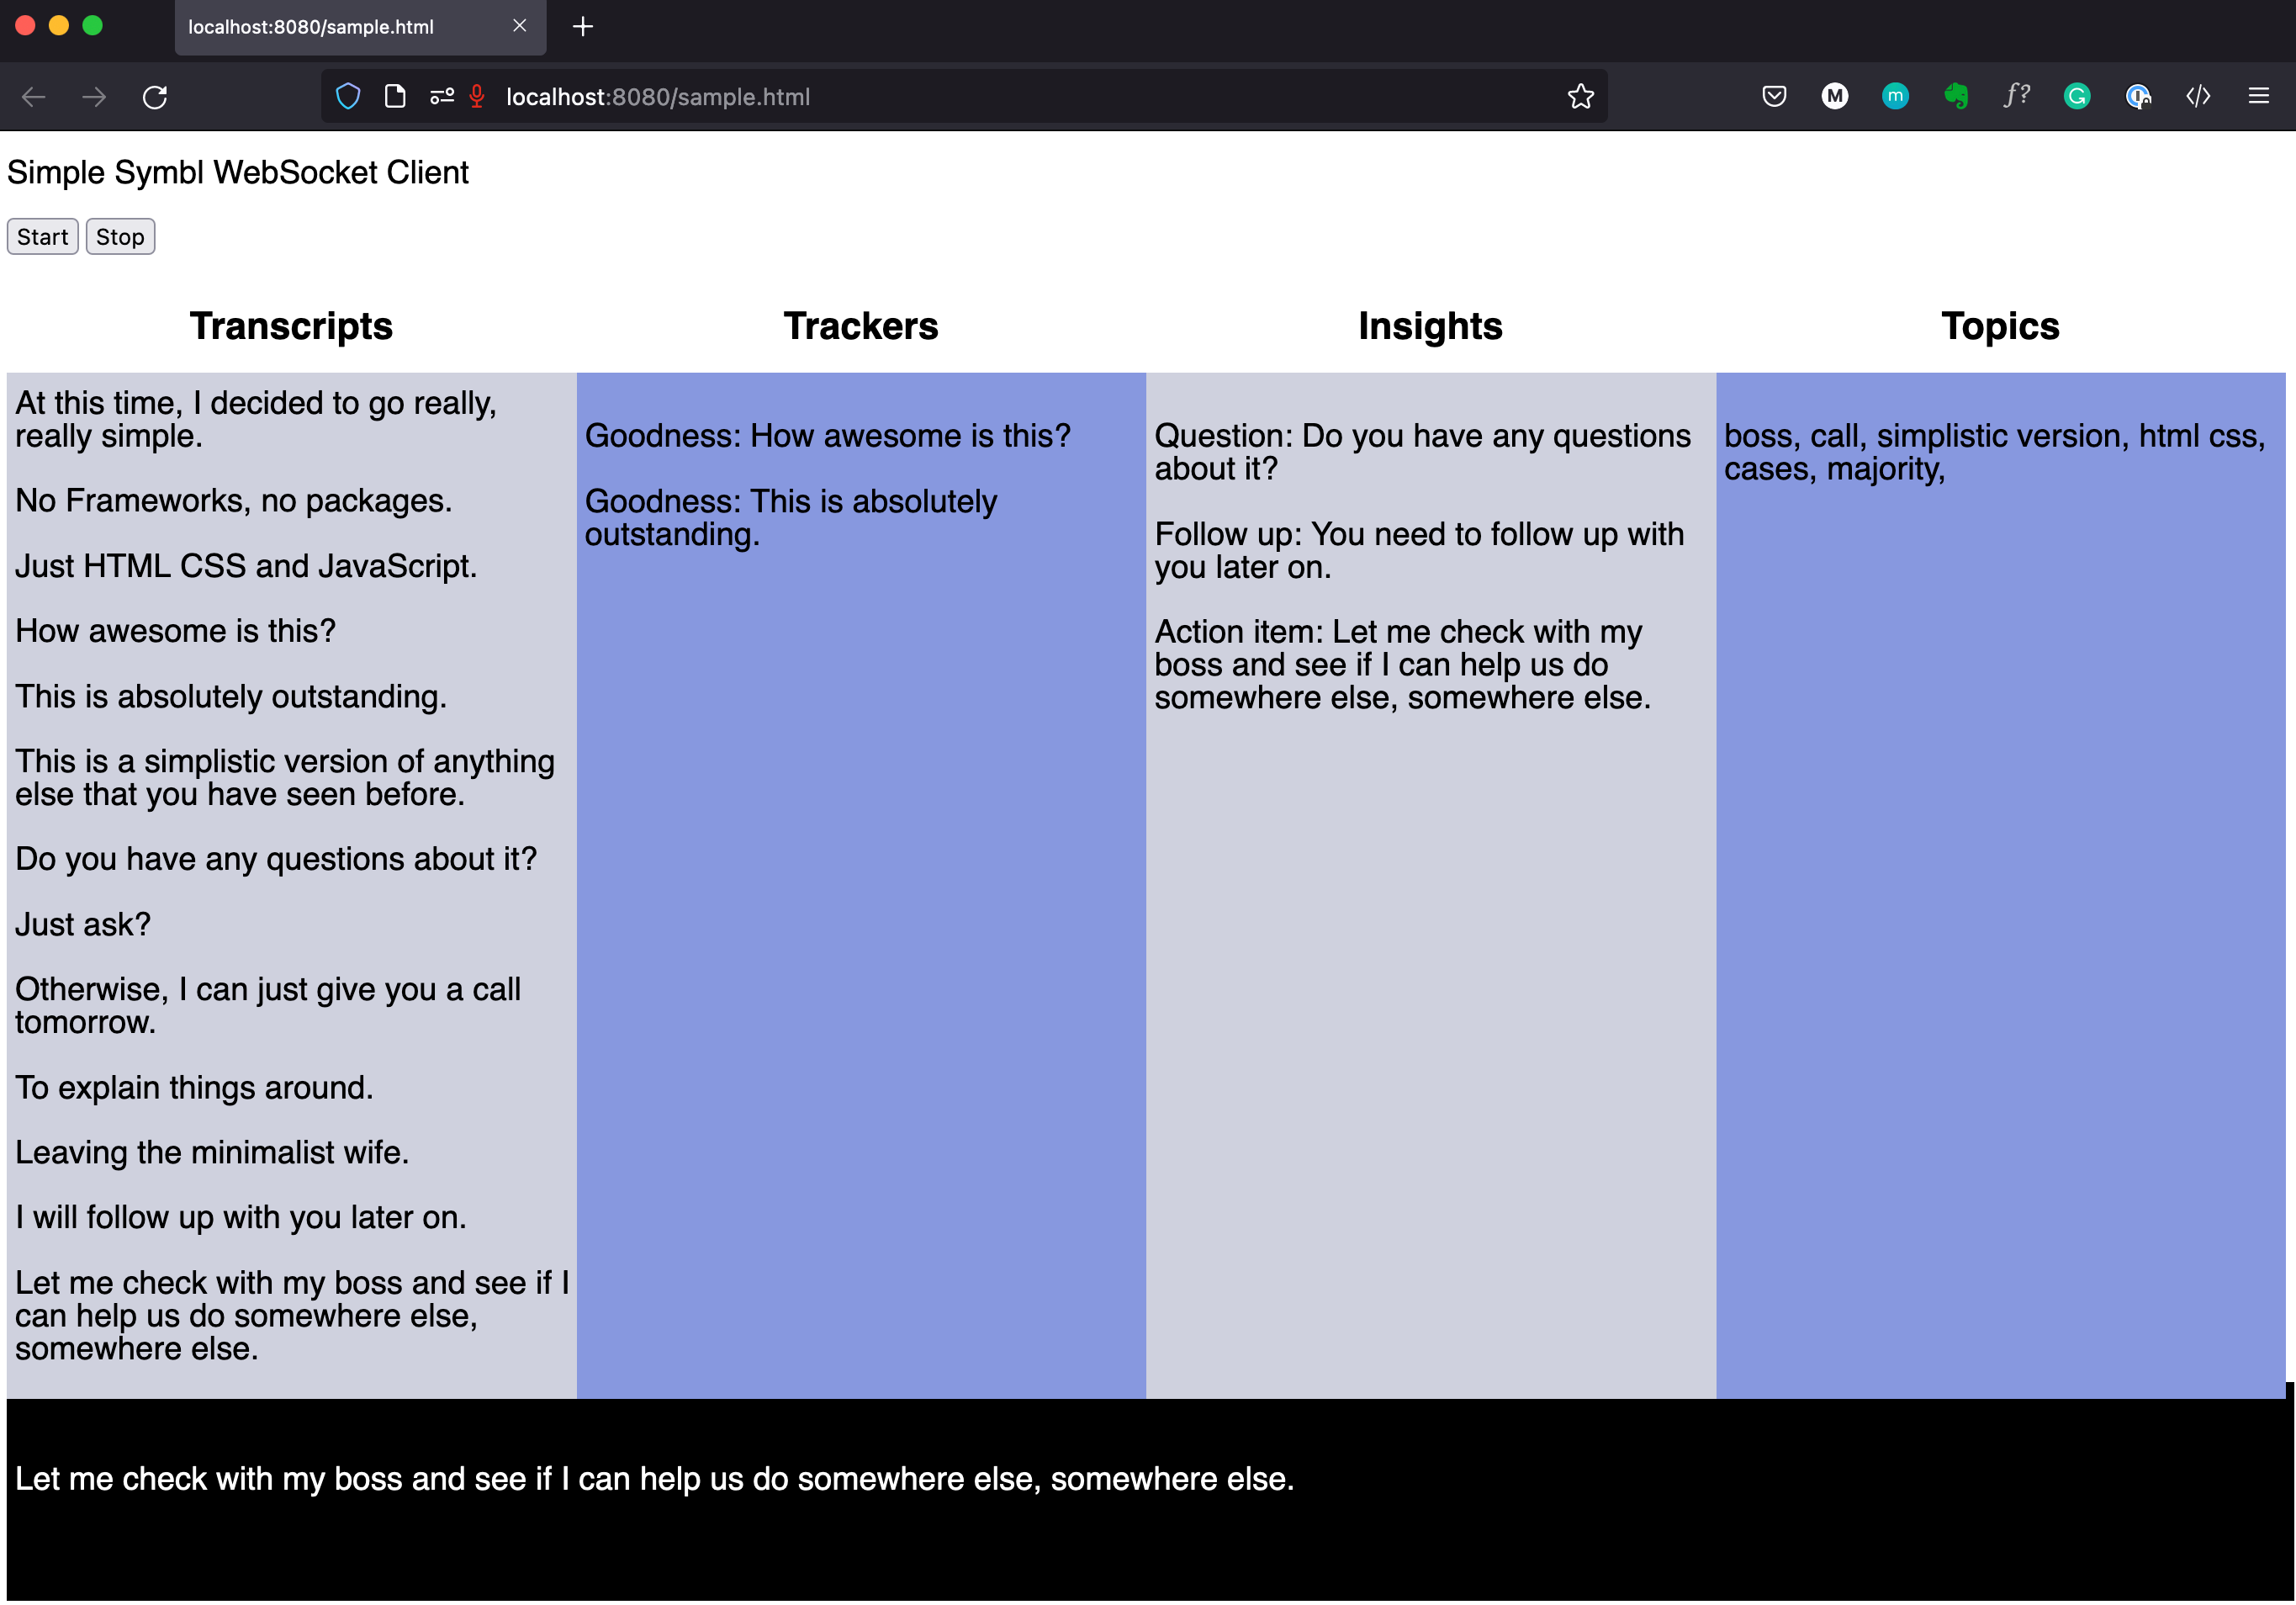 localhost:8080/sample.html
localhost:8080/sample.html
M
m
f?
G
Simple Symbl WebSocket Client
Start Stop
Transcripts
At this time, I decided to go really,
really simple.
No Frameworks, no packages.
Just HTML CSS and JavaScript.
How awesome is this?
This is absolutely outstanding.
This is a simplistic version of anything
else that you have seen before.
Do you have any questions about it?
Just ask?
Otherwise, I can just give you a call
tomorrow.
To explain things around.
Leaving the minimalist wife.
I will follow up with you later on.
Let me check with my boss and see if I
can help us do somewhere else,
somewhere else.
Trackers
Goodness: How awesome is this?
Goodness: This is absolutely
outstanding.
Insights
Question: Do you have any questions
about it?
Follow up: You need to follow up with
you later on.
Action item: Let me check with my
boss and see if I can help us do
somewhere else, somewhere else.
Topics
boss, call, simplistic version, html css,
cases, majority,
Let me check with my boss and see if I can help us do somewhere else, somewhere else.